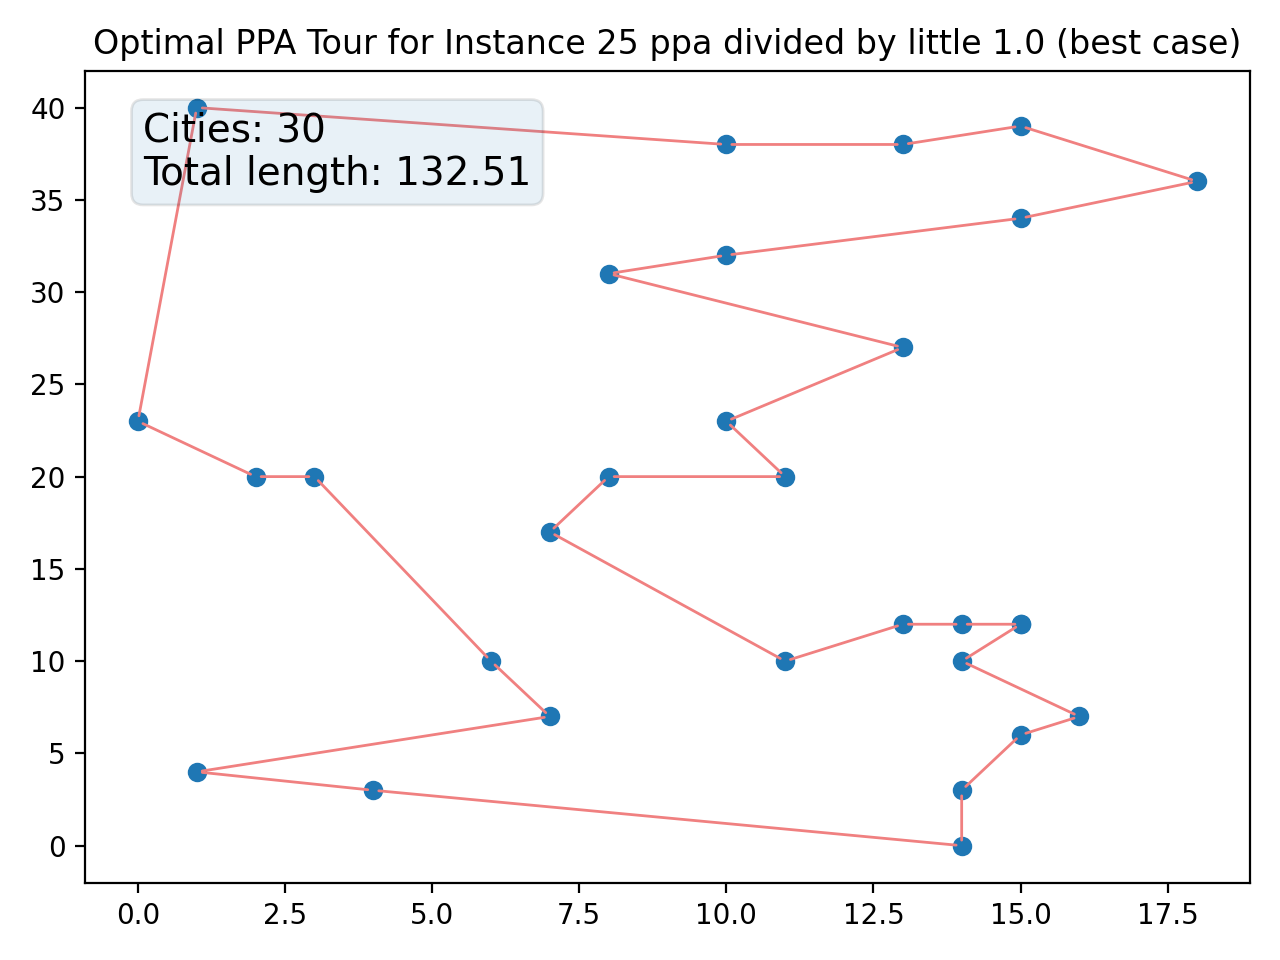 Optimal PPA Tour for Instance 25 ppa divided by little 1.0 (best case)
Cities: 30
Total length: 132.51
40
35
30
25
20
15
10
5
0
0.0 2.5 5.0 7.5 10.0 12.5 15.0 17.5